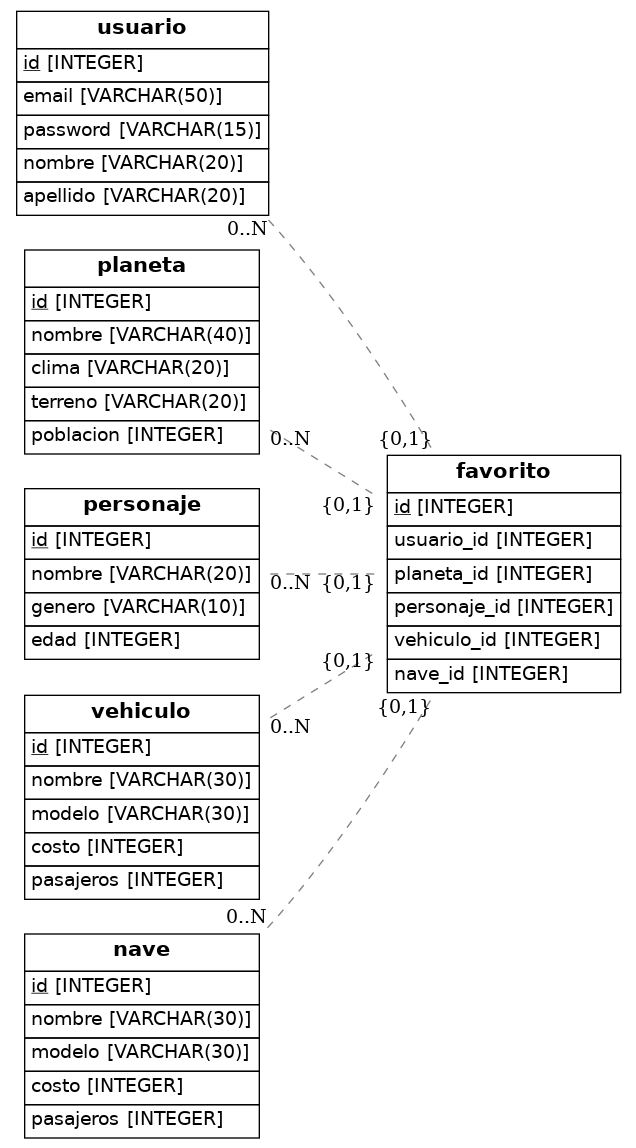 usuario
id [INTEGER]
email [VARCHAR(50)]
password [VARCHAR(15)]
nombre [VARCHAR(20)]
apellido [VARCHAR(20)]
0..N
planeta
id [INTEGER]
nombre [VARCHAR(40)]
clima [VARCHAR(20)]
terreno [VARCHAR(20)]
poblacion [INTEGER]
0..N
{0,1}
favorito
id [INTEGER]
usuario_id [INTEGER]
planeta_id [INTEGER]
personaje_id [INTEGER]
vehiculo_id [INTEGER]
nave_id [INTEGER]
{0,1}
personaje
id [INTEGER]
nombre [VARCHAR(20)]
genero [VARCHAR(10)]
edad [INTEGER]
0..N
{0,1}
{0,1}
vehiculo
id [INTEGER]
nombre [VARCHAR(30)]
modelo [VARCHAR(30)]
costo [INTEGER]
pasajeros [INTEGER]
0..N
{0,1}
0..N
nave
id [INTEGER]
nombre [VARCHAR(30)]
modelo [VARCHAR(30)]
costo [INTEGER]
pasajeros [INTEGER]